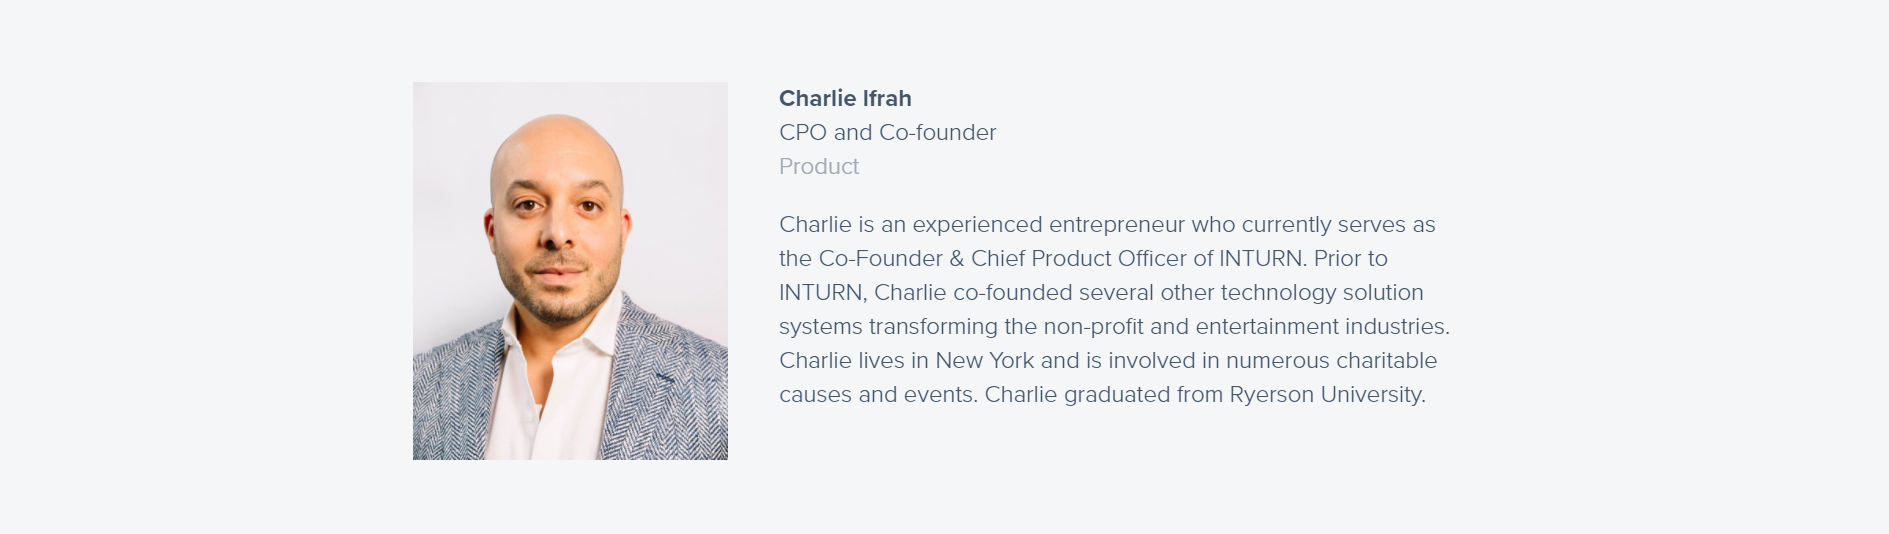 Charlie Ifrah
CPO and Co-founder
Product
Charlie is an experienced entrepreneur who currently serves as
the Co-Founder & Chief Product Officer of INTURN. Prior to
INTURN, Charlie co-founded several other technology solution
systems transforming the non-profit and entertainment industries.
Charlie lives in New York and is involved in numerous charitable
causes and events. Charlie graduated from Ryerson University.